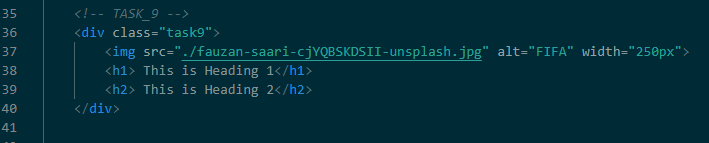 35 <!-- TASK_9 -->
36 <div class="task9">
37 <img src="./fauzan-saari-cjYQBSKDSII-unsplash.jpg" alt="FIFA" width="250px">
38 <h1> This is Heading 1</h1>
39 <h2> This is Heading 2</h2>
40 </div>
41